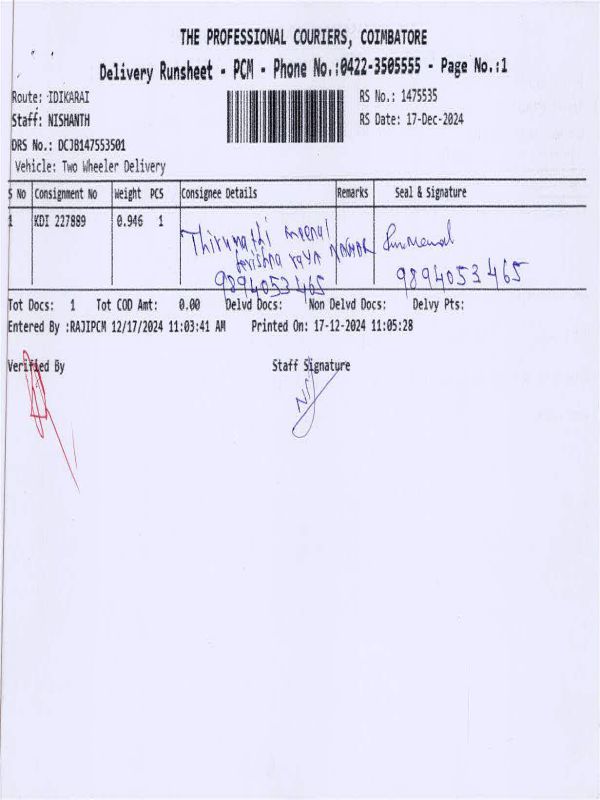 THE PROFESSIONAL COURIERS, COIMBATORE
Delivery Runsheet - PCM - Phone No.:0422-3505555 - Page No.:1
Route: IDIKARAI
RS No.: 1475535
Staff: NISHANTH
RS Date: 17-Dec-2024
DRS No.: DCJB147553501
Vehicle: Two Wheeler Delivery
S No Consignment No Weight PCS Consignee Details Remarks Seal & Signature
1 KDI 227889 0.946 1
Thirumathi meenal
krishna raya NAGAR
9894053465
9894053465
Tot Docs: 1 Tot COD Amt: 0.00 Delvd Docs: Non Delvd Docs: Delvy Pts:
Entered By :RAJIPCM 12/17/2024 11:03:41 AM Printed On: 17-12-2024 11:05:28
Verified By Staff Signature